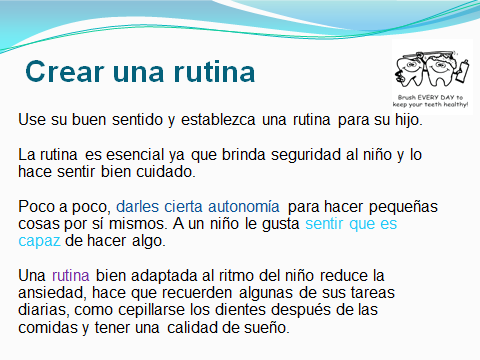 Crear una rutina
Brush EVERY DAY to
keep your teeth healthy!
Use su buen sentido y establezca una rutina para su hijo.
La rutina es esencial ya que brinda seguridad al niño y lo
hace sentir bien cuidado.
Poco a poco, darles cierta autonomía para hacer pequeñas
cosas por sí mismos. A un niño le gusta sentir que es
capaz de hacer algo.
Una rutina bien adaptada al ritmo del niño reduce la
ansiedad, hace que recuerden algunas de sus tareas
diarias, como cepillarse los dientes después de las
comidas y tener una calidad de sueño.